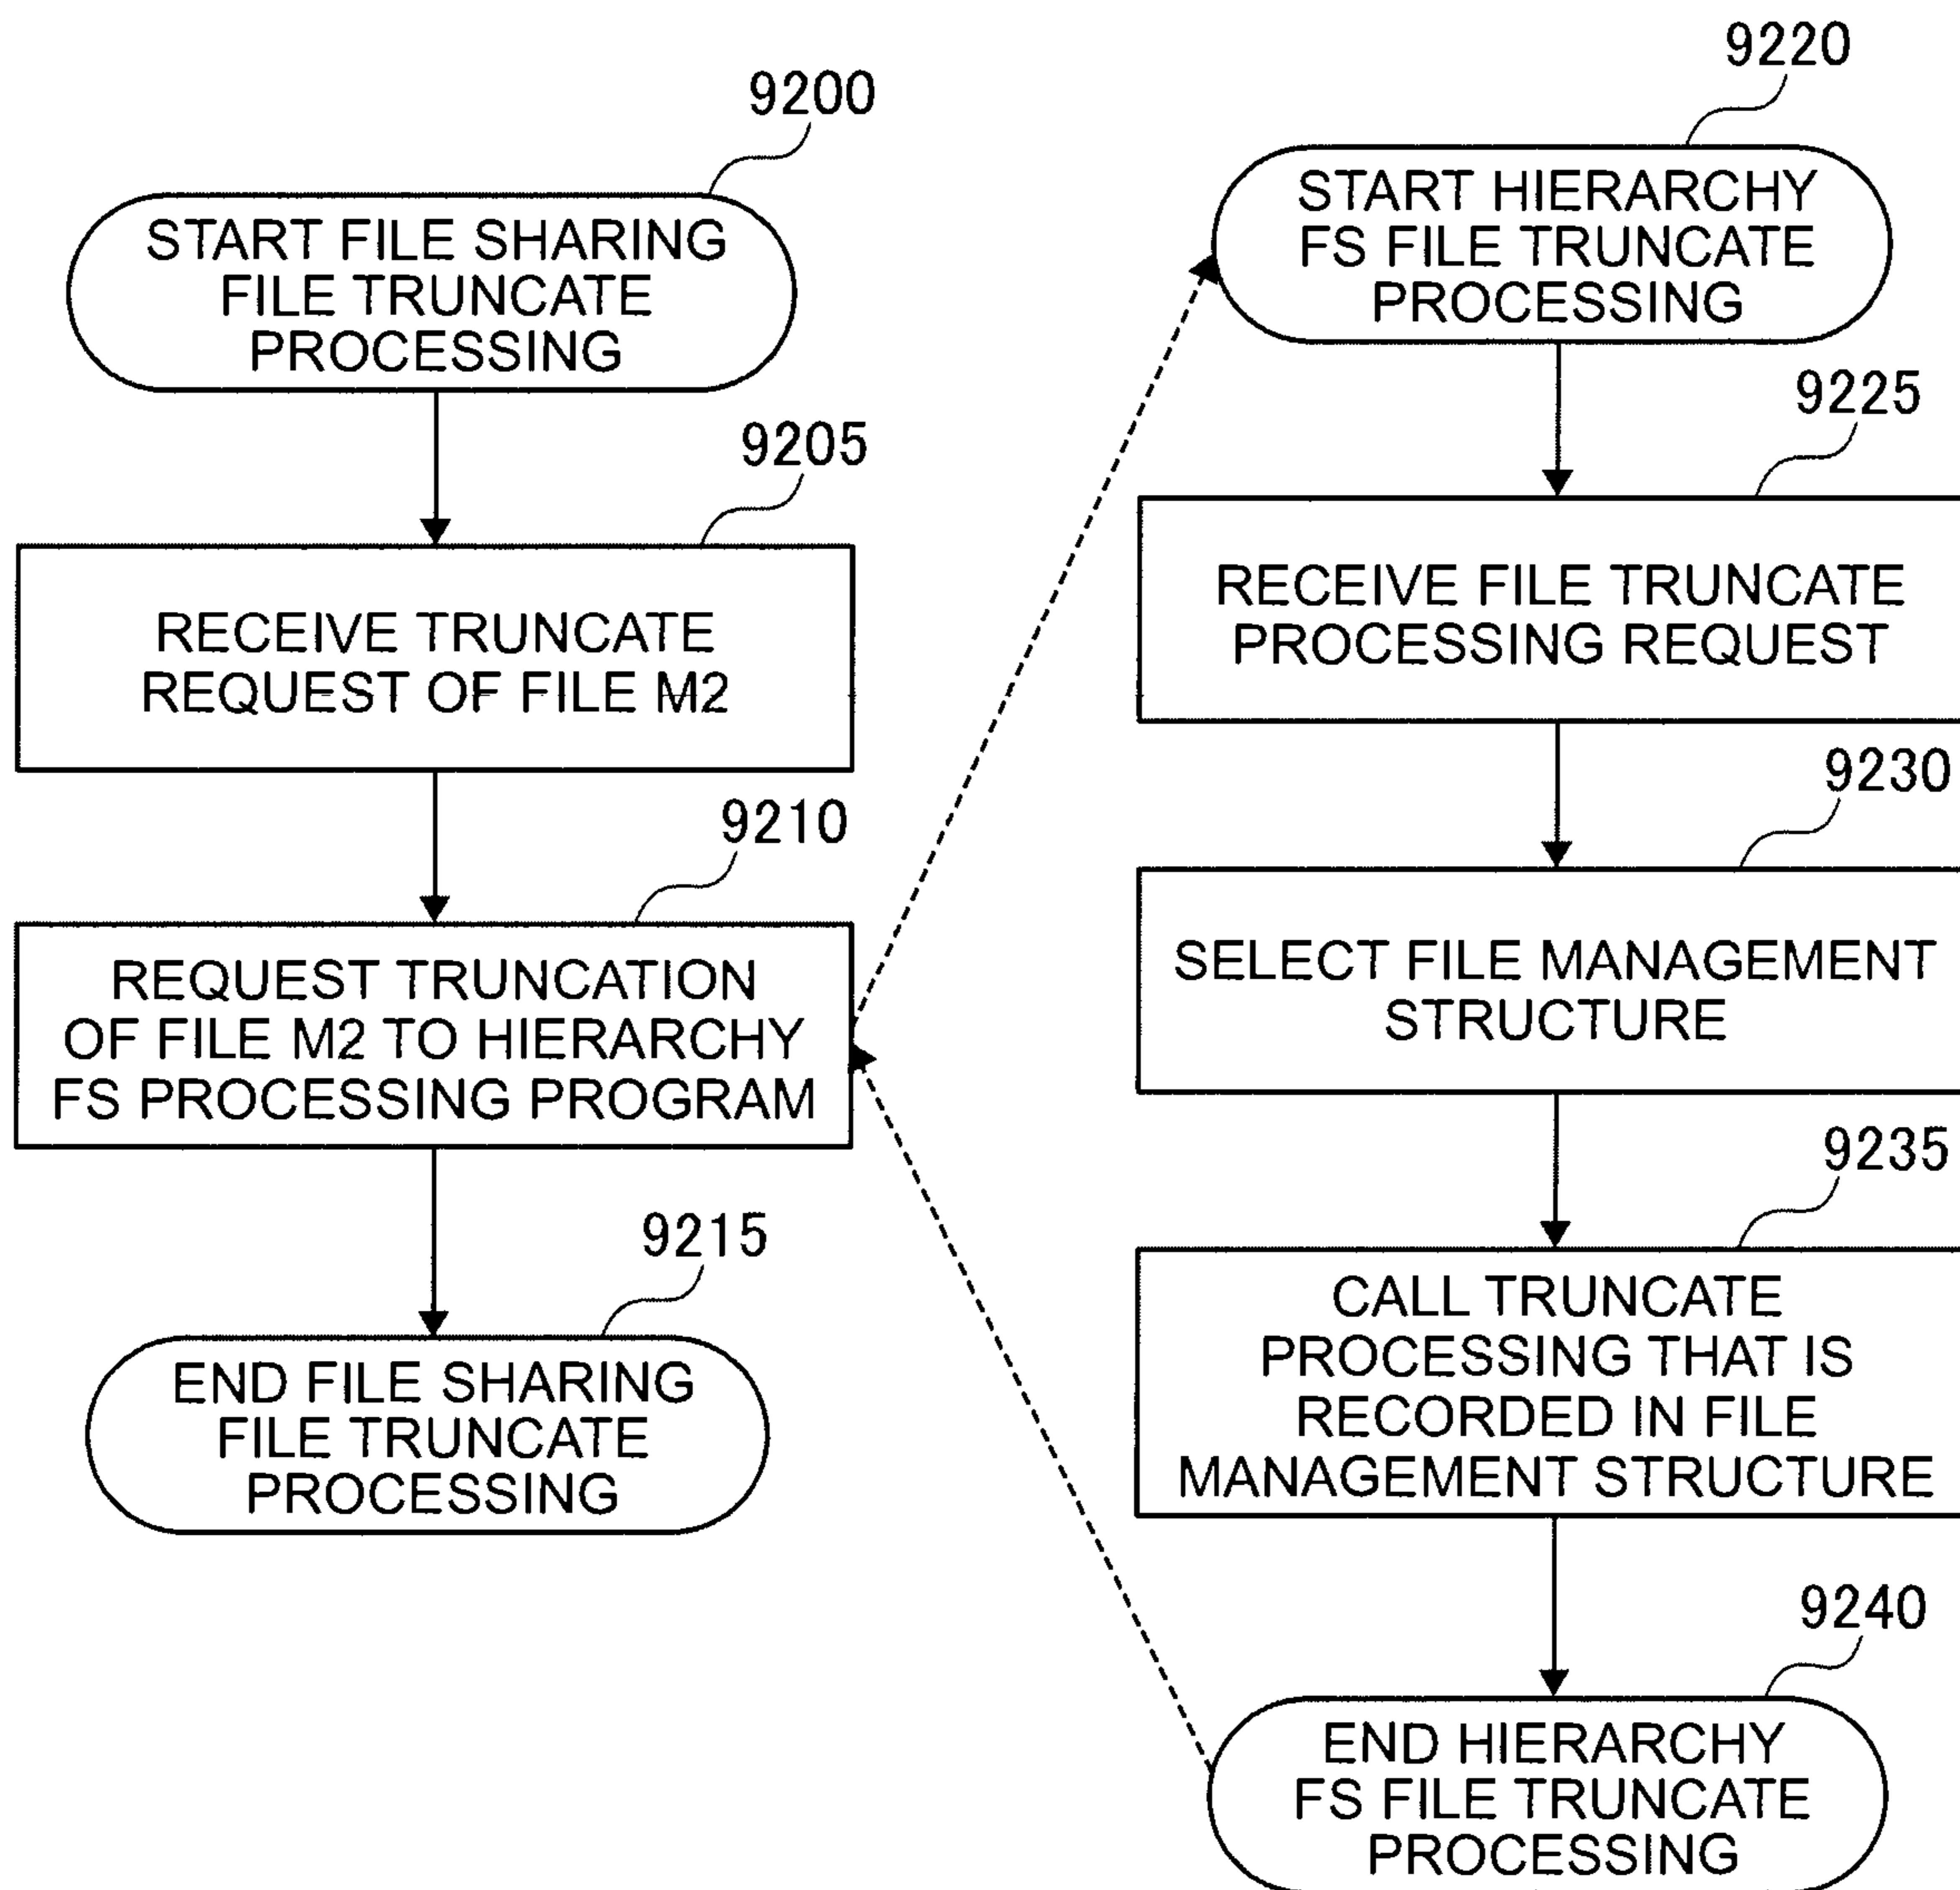 9200
START FILE SHARING
FILE TRUNCATE
PROCESSING
9205
RECEIVE TRUNCATE
REQUEST OF FILE M2
9210
REQUEST TRUNCATION
OF FILE M2 TO HIERARCHY
FS PROCESSING PROGRAM
9215
END FILE SHARING
FILE TRUNCATE
PROCESSING
9220
START HIERARCHY
FS FILE TRUNCATE
PROCESSING
9225
RECEIVE FILE TRUNCATE
PROCESSING REQUEST
9230
SELECT FILE MANAGEMENT
STRUCTURE
9235
CALL TRUNCATE
PROCESSING THAT IS
RECORDED IN FILE
MANAGEMENT STRUCTURE
9240
END HIERARCHY
FS FILE TRUNCATE
PROCESSING